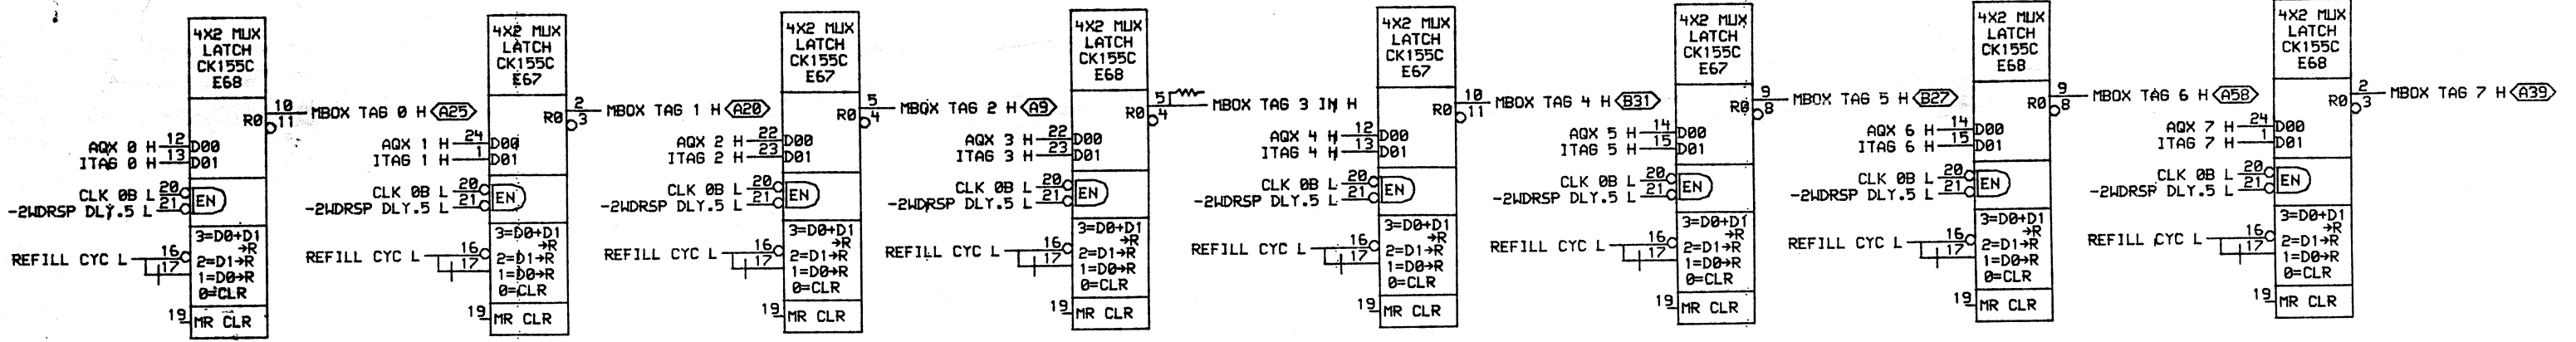 4X2 MUX
LATCH
CK155C
E68
R0
10
11
MBOX TAG 0 H A25
AQX 0 H 12 D00
ITAG 0 H 13 D01
CLK 0B L 20
-2WDRSP DLY.5 L 21
EN
3=D0+D1
→R
2=D1→R
1=D0→R
0=CLR
REFILL CYC L 16
17
19 MR CLR
4X2 MUX
LATCH
CK155C
E67
R0
2
3
MBOX TAG 1 H A20
AQX 1 H 24 D00
ITAG 1 H 1 D01
CLK 0B L 20
-2WDRSP DLY.5 L 21
EN
3=D0+D1
→R
2=D1→R
1=D0→R
0=CLR
REFILL CYC L 16
17
19 MR CLR
4X2 MUX
LATCH
CK155C
E67
R0
5
4
MBOX TAG 2 H A9
AQX 2 H 22 D00
ITAG 2 H 23 D01
CLK 0B L 20
-2WDRSP DLY.5 L 21
EN
3=D0+D1
→R
2=D1→R
1=D0→R
0=CLR
REFILL CYC L 16
17
19 MR CLR
4X2 MUX
LATCH
CK155C
E68
R0
5
4
MBOX TAG 3 IN H
AQX 3 H 22 D00
ITAG 3 H 23 D01
CLK 0B L 20
-2WDRSP DLY.5 L 21
EN
3=D0+D1
→R
2=D1→R
1=D0→R
0=CLR
REFILL CYC L 16
17
19 MR CLR
4X2 MUX
LATCH
CK155C
E67
R0
10
11
MBOX TAG 4 H B31
AQX 4 H 12 D00
ITAG 4 H 13 D01
CLK 0B L 20
-2WDRSP DLY.5 L 21
EN
3=D0+D1
→R
2=D1→R
1=D0→R
0=CLR
REFILL CYC L 16
17
19 MR CLR
4X2 MUX
LATCH
CK155C
E67
R0
9
8
MBOX TAG 5 H B27
AQX 5 H 14 D00
ITAG 5 H 15 D01
CLK 0B L 20
-2WDRSP DLY.5 L 21
EN
3=D0+D1
→R
2=D1→R
1=D0→R
0=CLR
REFILL CYC L 16
17
19 MR CLR
4X2 MUX
LATCH
CK155C
E68
R0
9
8
MBOX TAG 6 H A58
AQX 6 H 14 D00
ITAG 6 H 15 D01
CLK 0B L 20
-2WDRSP DLY.5 L 21
EN
3=D0+D1
→R
2=D1→R
1=D0→R
0=CLR
REFILL CYC L 16
17
19 MR CLR
4X2 MUX
LATCH
CK155C
E68
R0
2
3
MBOX TAG 7 H A39
AQX 7 H 24 D00
ITAG 7 H 1 D01
CLK 0B L 20
-2WDRSP DLY.5 L 21
EN
3=D0+D1
→R
2=D1→R
1=D0→R
0=CLR
REFILL CYC L 16
17
19 MR CLR